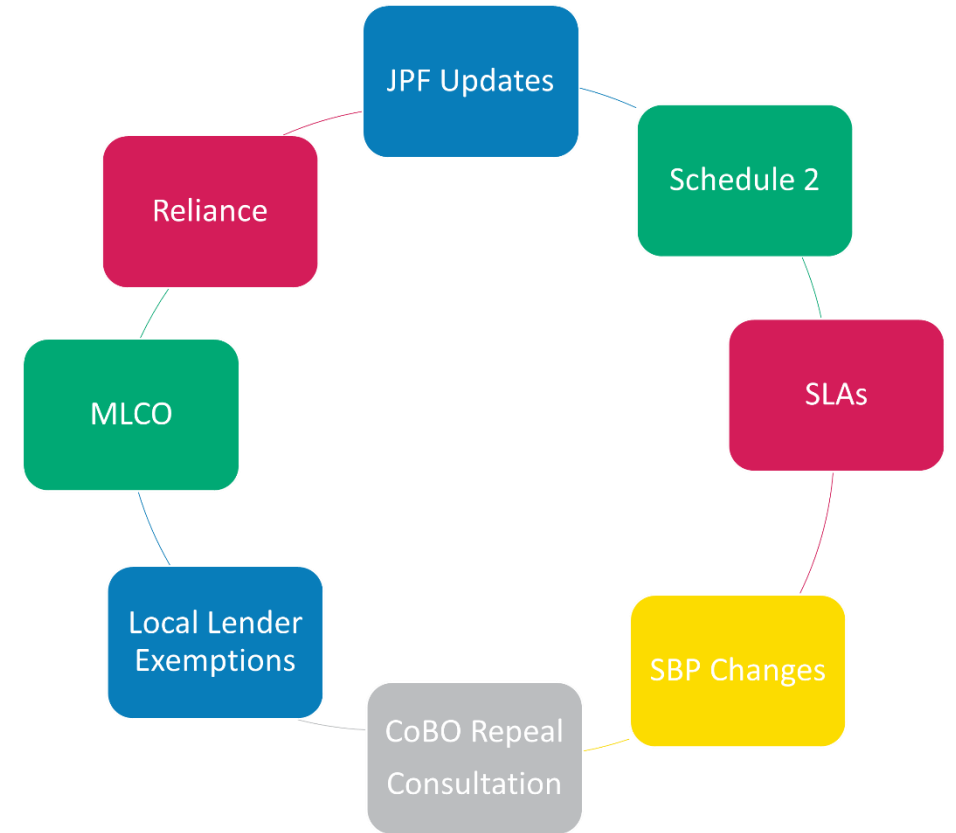 JPF Updates
Schedule 2
SLAs
SBP Changes
CoBO Repeal
Consultation
Local Lender
Exemptions
MLCO
Reliance